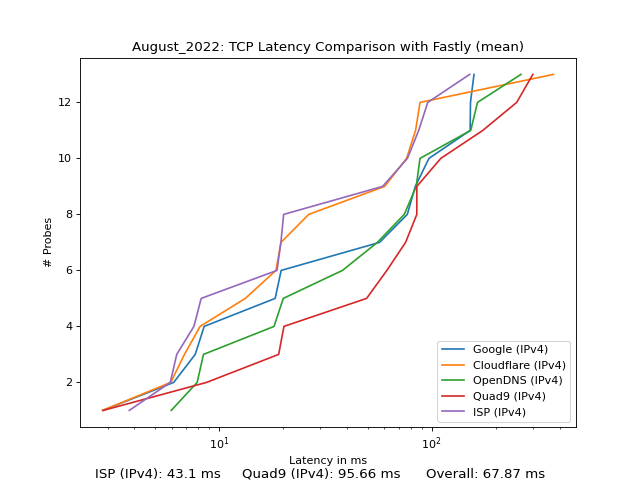 August_2022: TCP Latency Comparison with Fastly (mean)
# Probes
12
10
8
6
4
2
Google (IPv4)
Cloudflare (IPv4)
OpenDNS (IPv4)
Quad9 (IPv4)
ISP (IPv4)
10¹ 10²
Latency in ms
ISP (IPv4): 43.1 ms Quad9 (IPv4): 95.66 ms Overall: 67.87 ms